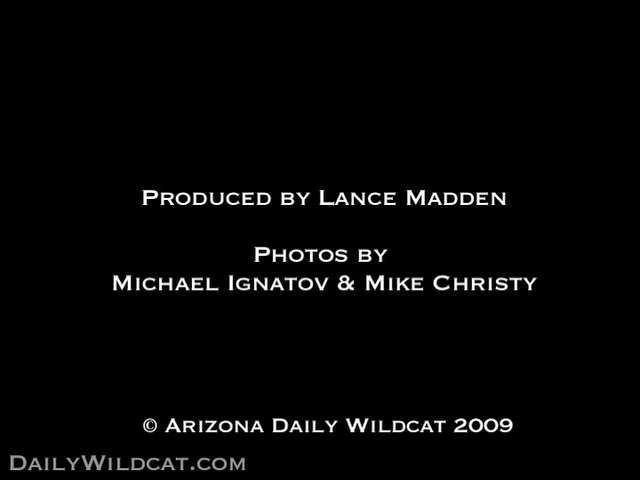 Produced by Lance Madden
Photos by
Michael Ignatov & Mike Christy
© Arizona Daily Wildcat 2009
DailyWildcat.com